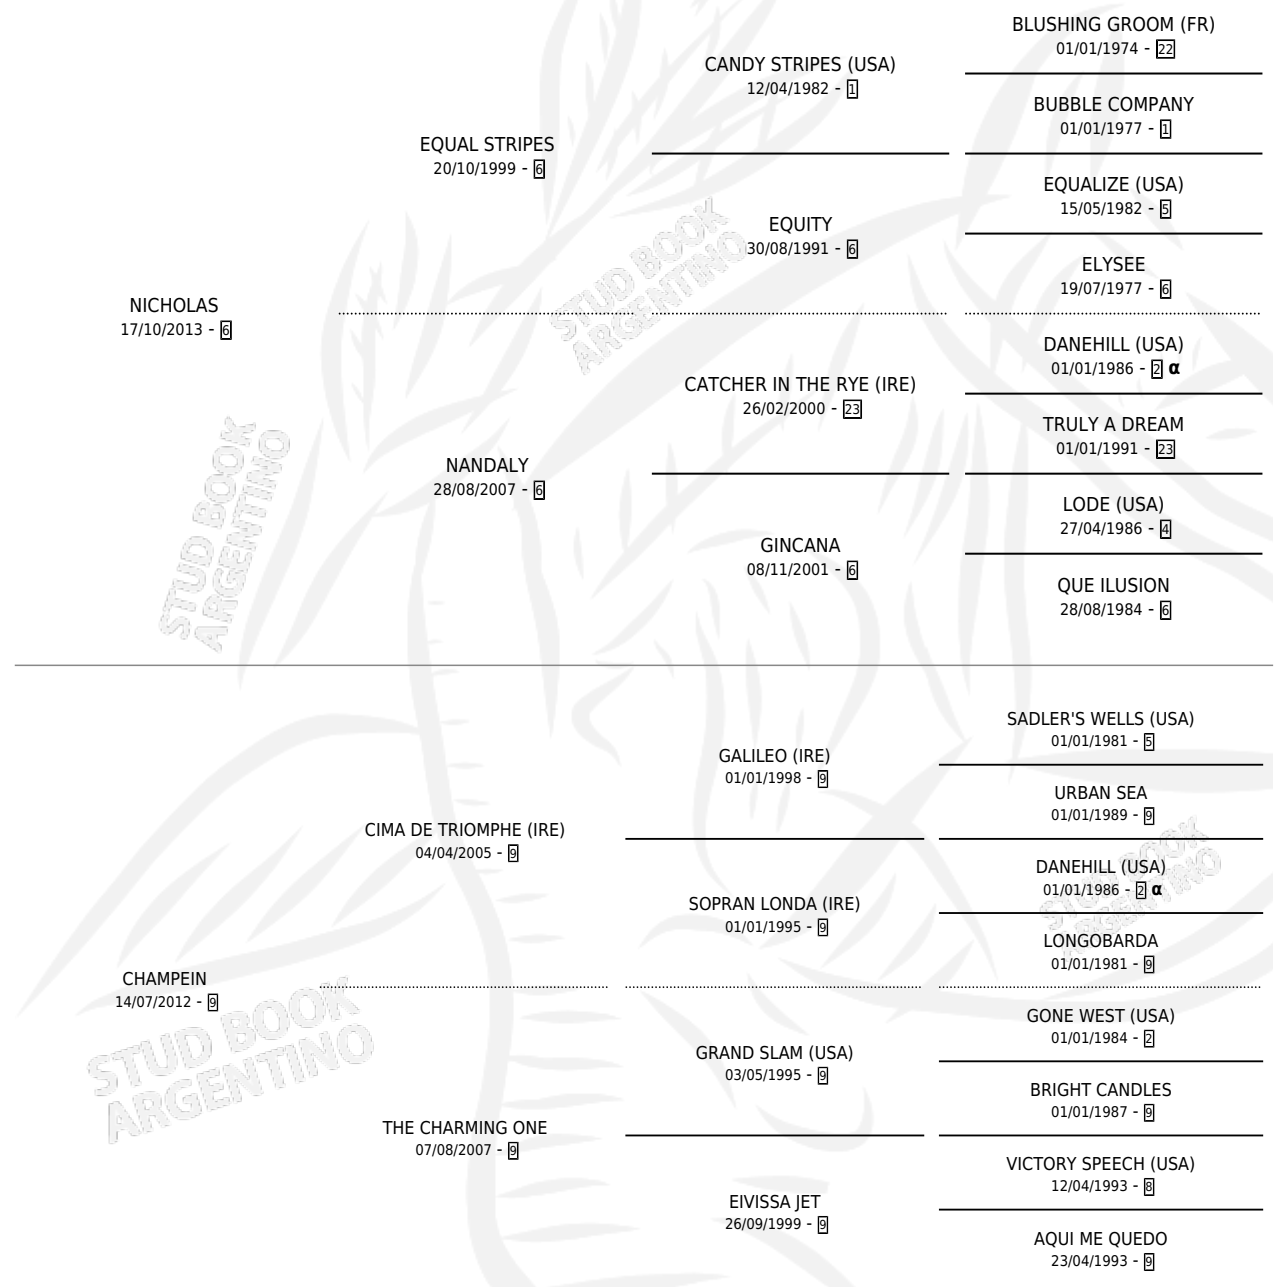 BLUSHING GROOM (FR)
01/01/1974 - 22
CANDY STRIPES (USA)
12/04/1982 - 1
BUBBLE COMPANY
01/01/1977 - 1
EQUAL STRIPES
20/10/1999 - 6
EQUALIZE (USA)
15/05/1982 - 5
EQUITY
30/08/1991 - 6
ELYSEE
19/07/1977 - 6
NICHOLAS
17/10/2013 - 6
DANEHILL (USA)
01/01/1986 - 2 α
CATCHER IN THE RYE (IRE)
26/02/2000 - 23
TRULY A DREAM
01/01/1991 - 23
NANDALY
28/08/2007 - 6
LODE (USA)
27/04/1986 - 4
GINCANA
08/11/2001 - 6
QUE ILUSION
28/08/1984 - 6
STUD BOOK
ARGENTINO
STUD BOOK
ARGENTINO
SADLER'S WELLS (USA)
01/01/1981 - 5
GALILEO (IRE)
01/01/1998 - 9
URBAN SEA
01/01/1989 - 9
CIMA DE TRIOMPHE (IRE)
04/04/2005 - 9
DANEHILL (USA)
01/01/1986 - 2 α
SOPRAN LONDA (IRE)
01/01/1995 - 9
LONGOBARDA
01/01/1981 - 9
CHAMPEIN
14/07/2012 - 9
GONE WEST (USA)
01/01/1984 - 2
GRAND SLAM (USA)
03/05/1995 - 9
BRIGHT CANDLES
01/01/1987 - 9
THE CHARMING ONE
07/08/2007 - 9
VICTORY SPEECH (USA)
12/04/1993 - 8
EIVISSA JET
26/09/1999 - 9
AQUI ME QUEDO
23/04/1993 - 9
STUD BOOK
ARGENTINO
STUD BOOK
ARGENTINO